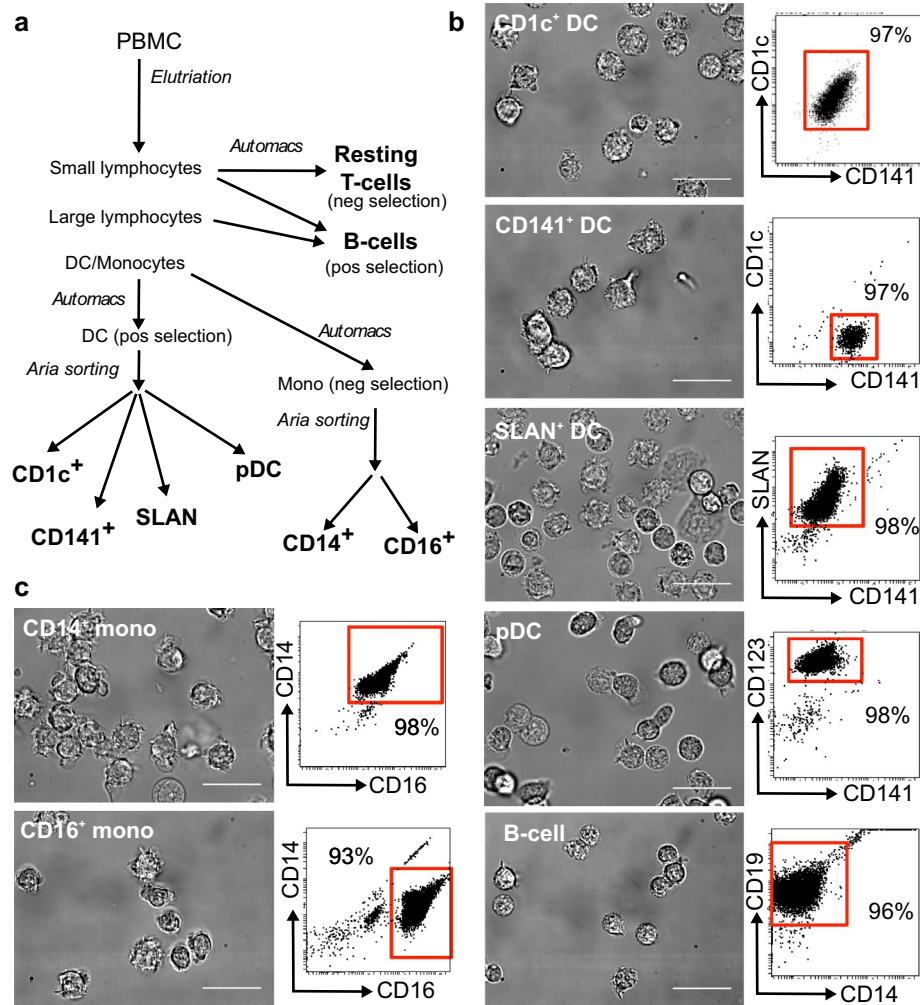 a
PBMC
Elutriation
Small lymphocytes
Automacs
Resting
T-cells
(neg selection)
Large lymphocytes
B-cells
(pos selection)
DC/Monocytes
Automacs
DC (pos selection)
Automacs
Aria sorting
Mono (neg selection)
Aria sorting
CD1c+
CD141+
SLAN
pDC
CD14+
CD16+
b
CD1c+ DC
CD1c
97%
CD141
CD141+ DC
CD1c
97%
CD141
SLAN+ DC
SLAN
98%
CD141
pDC
CD123
98%
CD141
B-cell
CD19
96%
CD14
c
CD14+ mono
CD14
98%
CD16
CD16+ mono
CD14
93%
CD16